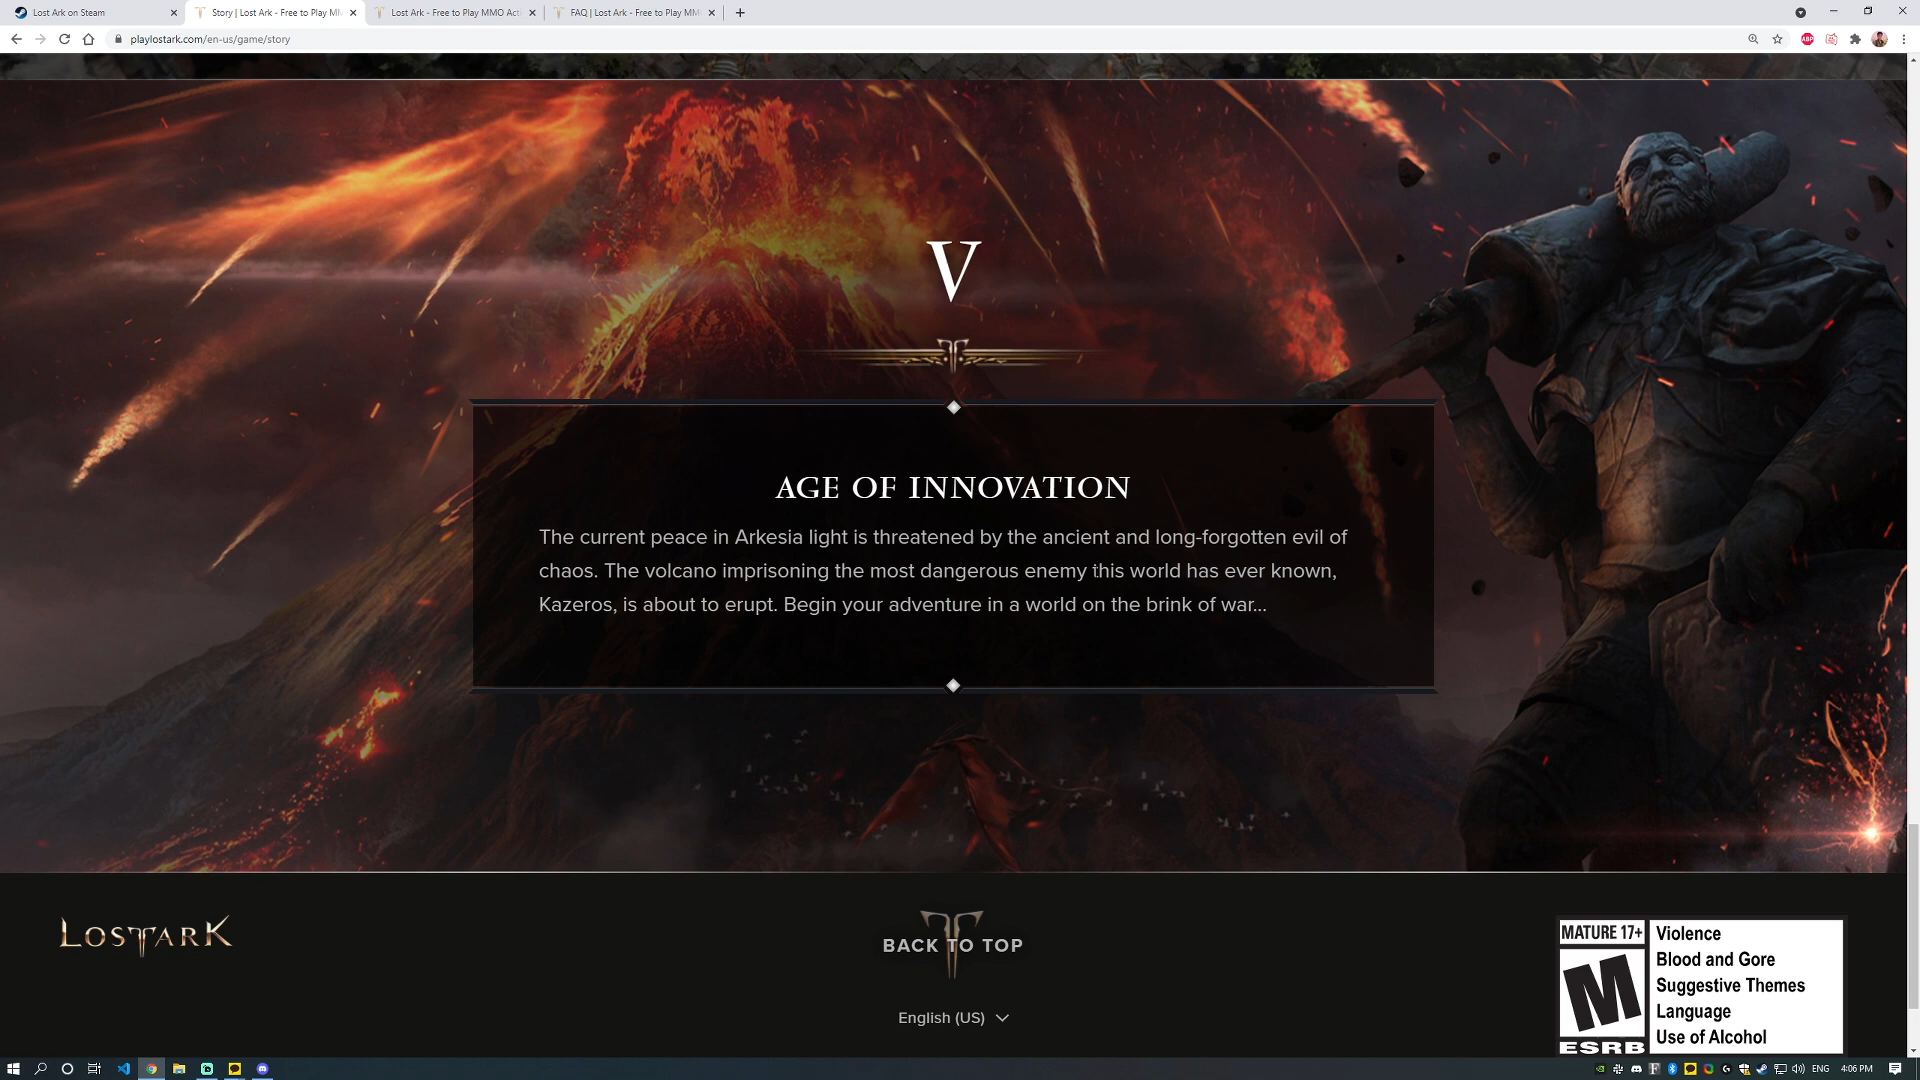 Lost Ark on Steam
Story | Lost Ark - Free to Play M
Lost Ark - Free to Play MMO Acti
FAQ | Lost Ark - Free to Play MM
playlostark.com/en-us/game/story
ABP
V
AGE OF INNOVATION
The current peace in Arkesia light is threatened by the ancient and long-forgotten evil of
chaos. The volcano imprisoning the most dangerous enemy this world has ever known,
Kazeros, is about to erupt. Begin your adventure in a world on the brink of war...
LOST ARK
BACK TO TOP
English (US)
MATURE 17+
M
ESRB
Violence
Blood and Gore
Suggestive Themes
Language
Use of Alcohol
ENG
4:06 PM